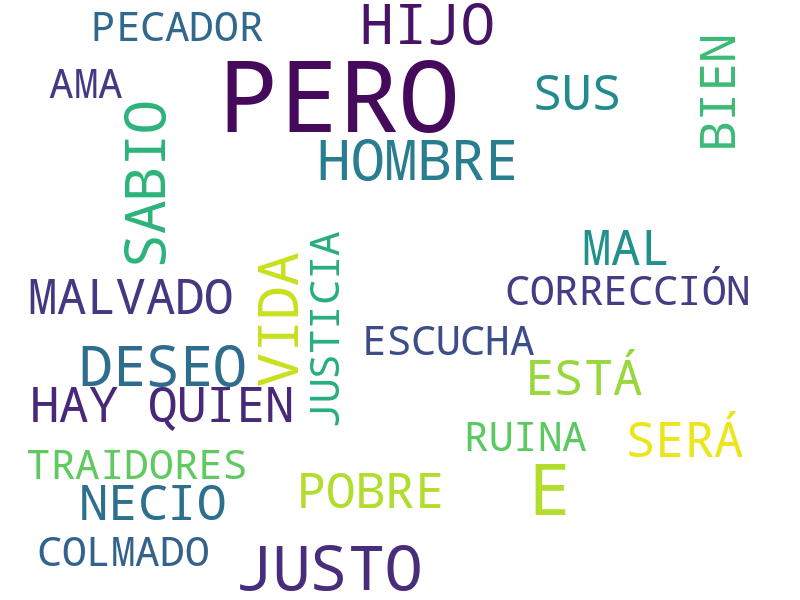 PECADOR
HIJO
AMA
PERO
SUS
BIEN
SABIO
HOMBRE
MAL
MALVADO
VIDA
JUSTICIA
CORRECCIÓN
ESCUCHA
DESEO
ESTÁ
HAY QUIEN
RUINA
SERÁ
TRAIDORES
NECIO
POBRE
E
COLMADO
JUSTO